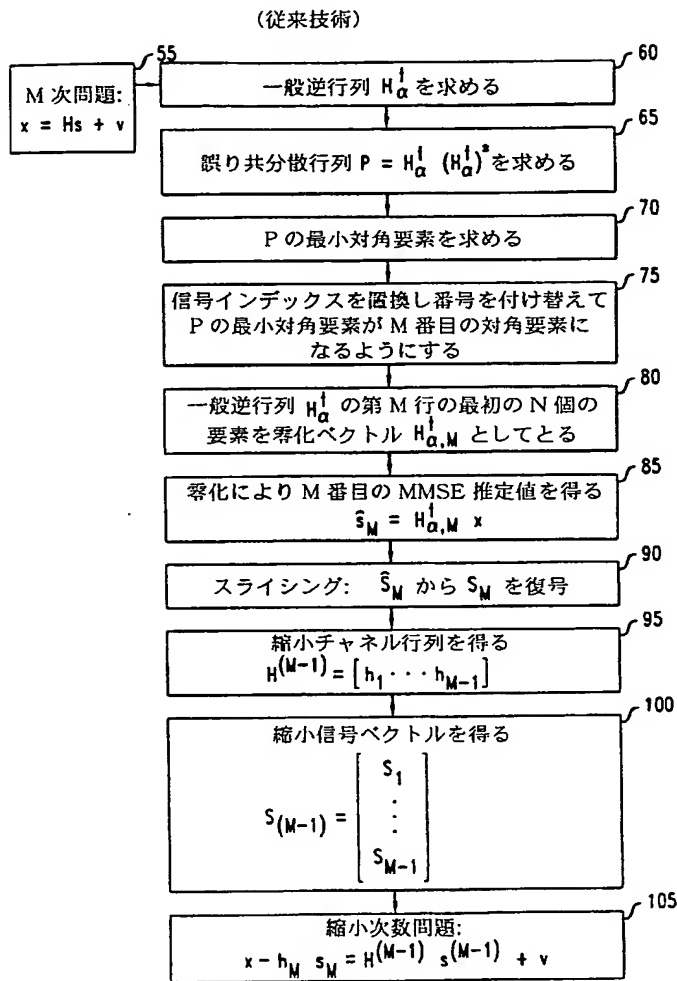 (従来技術)
55
M 次問題:
x = Hs + v
60
一般逆行列 H†α を求める
65
誤り共分散行列 P = H†α (H†α)* を求める
70
P の最小対角要素を求める
75
信号インデックスを置換し番号を付け替えて
P の最小対角要素が M 番目の対角要素に
なるようにする
80
一般逆行列 H†α の第 M 行の最初の N 個の
要素を零化ベクトル H†α,M としてとる
85
零化により M 番目の MMSE 推定値を得る
ŝM = H†α,M x
90
スライシング: ŜM から SM を復号
95
縮小チャネル行列を得る
H(M-1) = [h1 · · · hM-1]
100
縮小信号ベクトルを得る
S(M-1) = [S1
⋮
SM-1]
105
縮小次数問題:
x - hM sM = H(M-1) s(M-1) + v